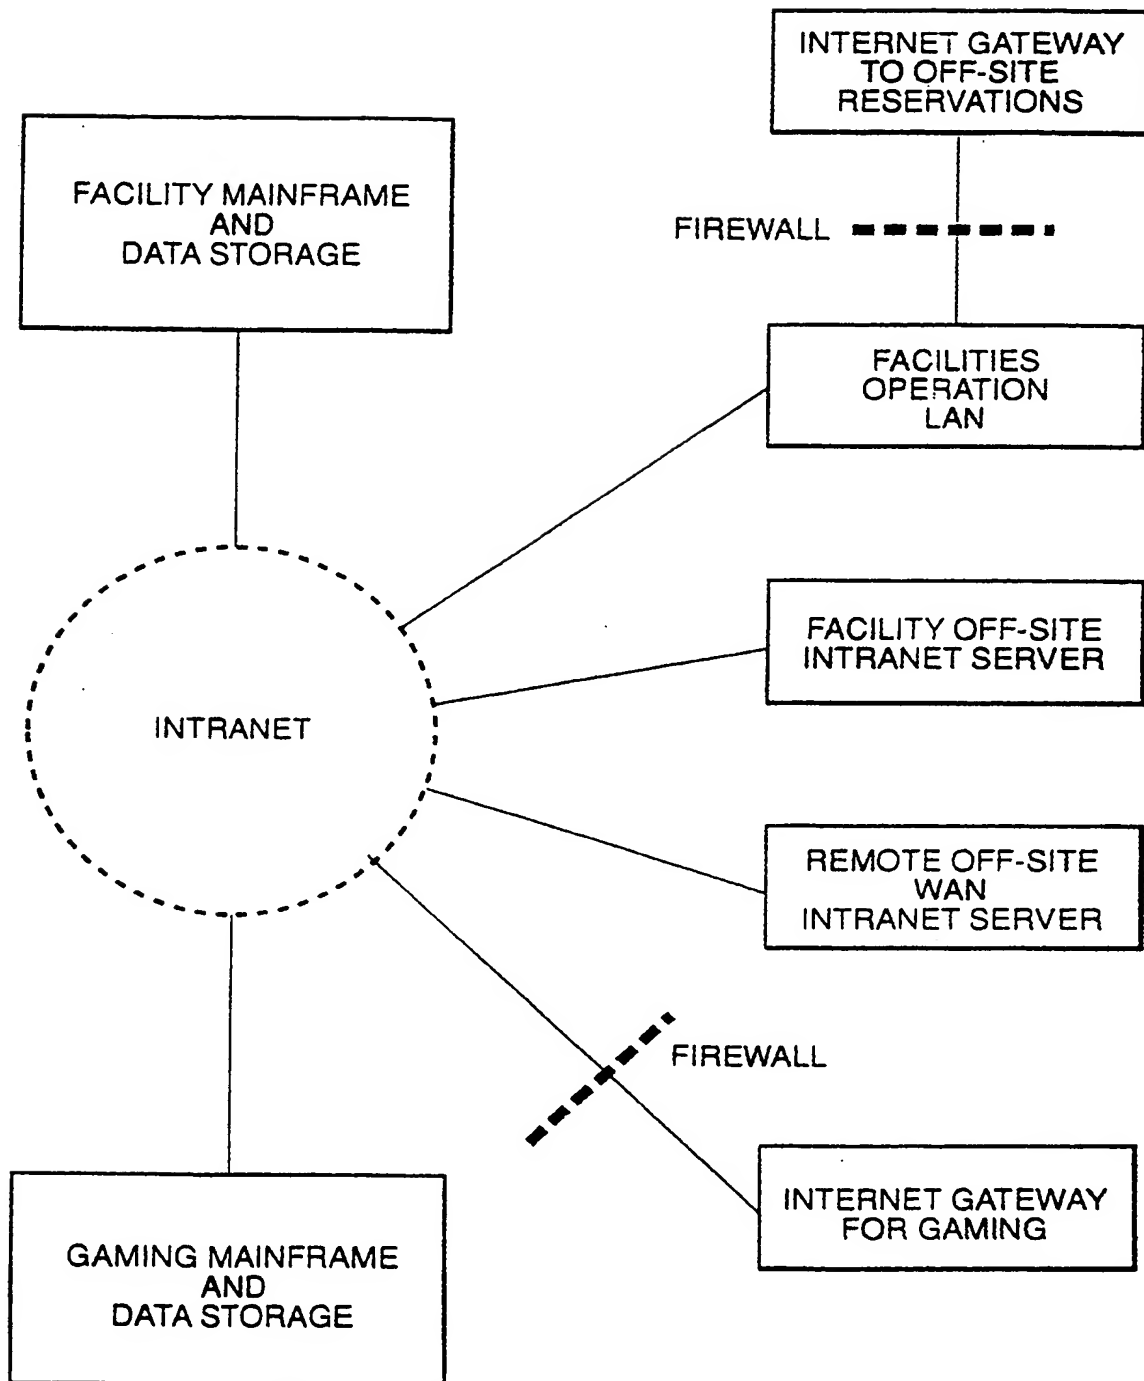 INTERNET GATEWAY
TO OFF-SITE
RESERVATIONS
FACILITY MAINFRAME
AND
DATA STORAGE
FIREWALL
FACILITIES
OPERATION
LAN
FACILITY OFF-SITE
INTRANET SERVER
INTRANET
REMOTE OFF-SITE
WAN
INTRANET SERVER
FIREWALL
INTERNET GATEWAY
FOR GAMING
GAMING MAINFRAME
AND
DATA STORAGE